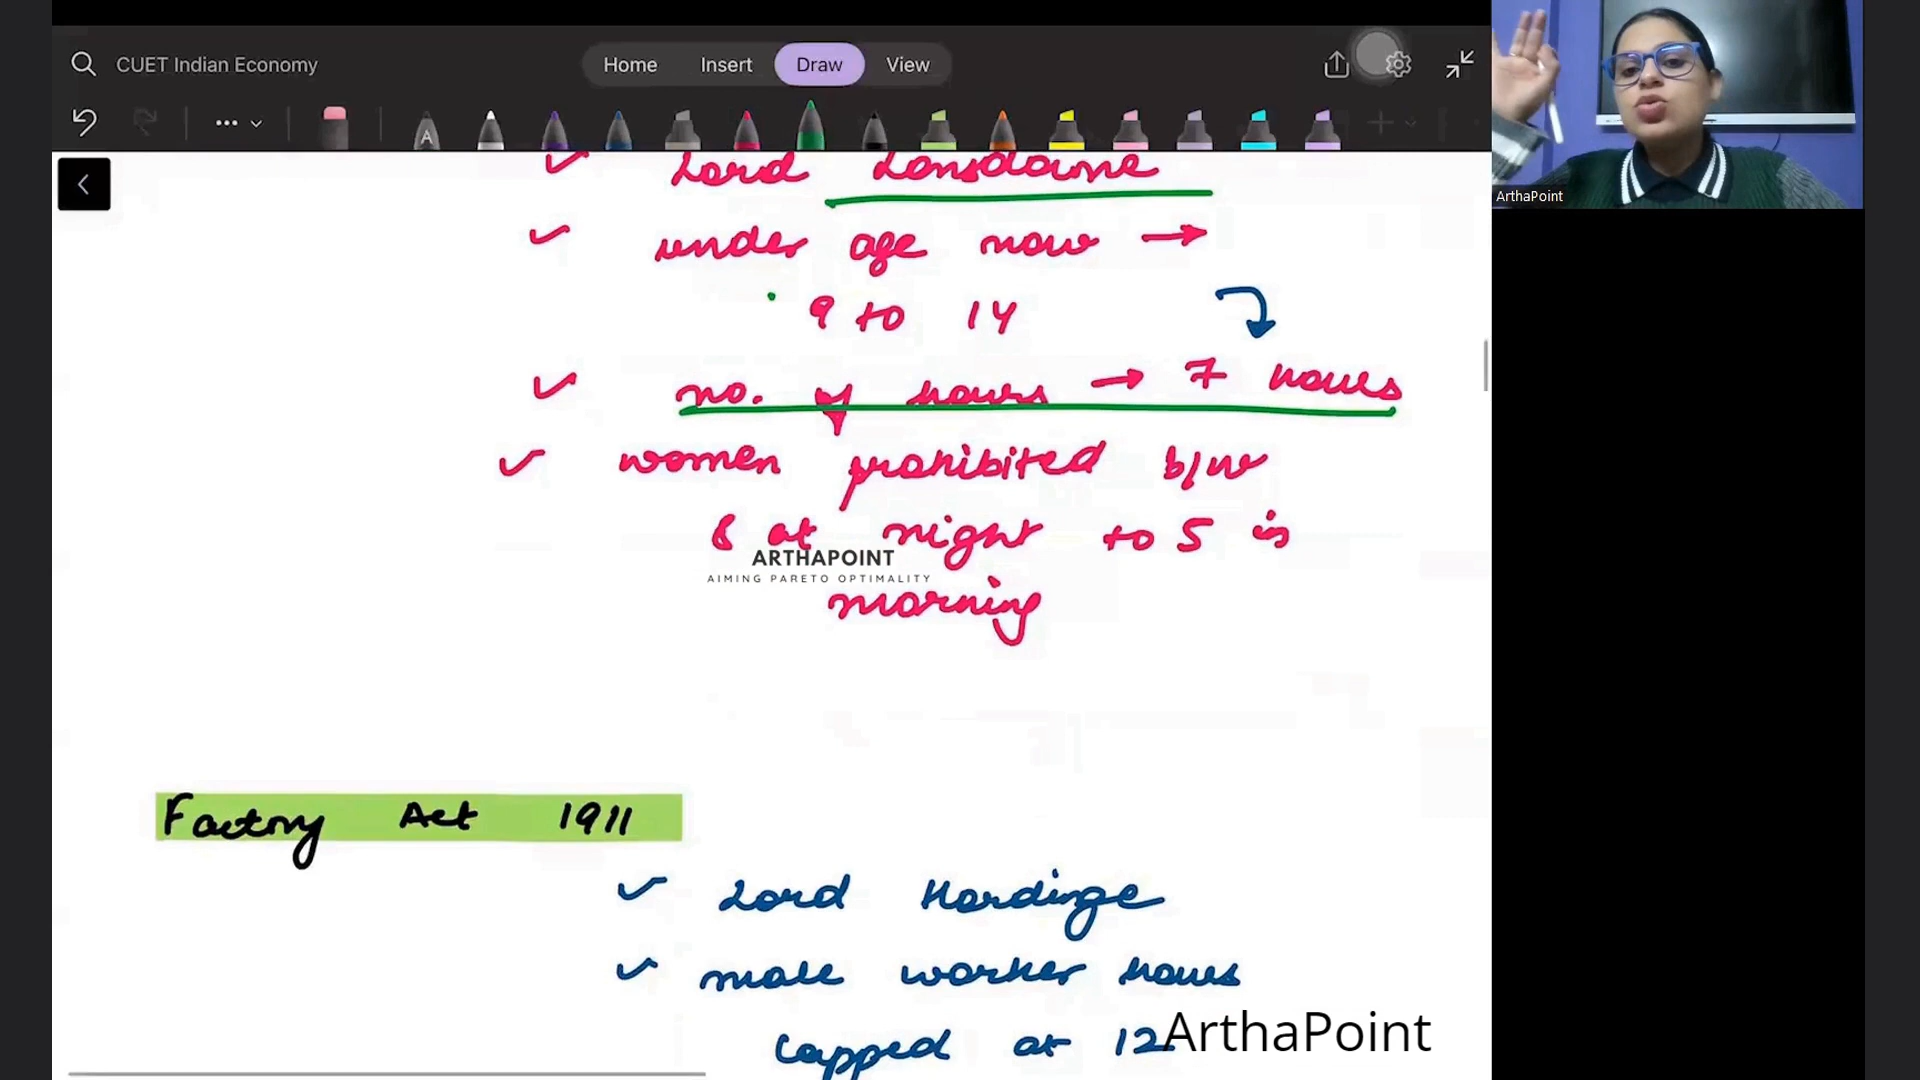 CUET Indian Economy
Home Insert Draw View
A
ArthaPoint
Lord Lansdowne
under age now →
9 to 14
no. of hours → 7 hours
women prohibited b/w
8 at night to 5 in
ARTHAPOINT
AIMING PARETO OPTIMALITY
morning
Factory Act 1911
Lord Hardinge
male worker hours
capped at 12
ArthaPoint